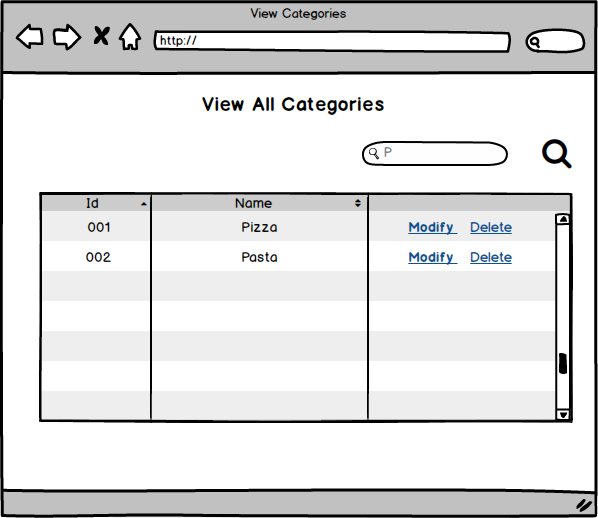 View Categories
http://
View All Categories
P
Id Name
001 Pizza Modify Delete
002 Pasta Modify Delete